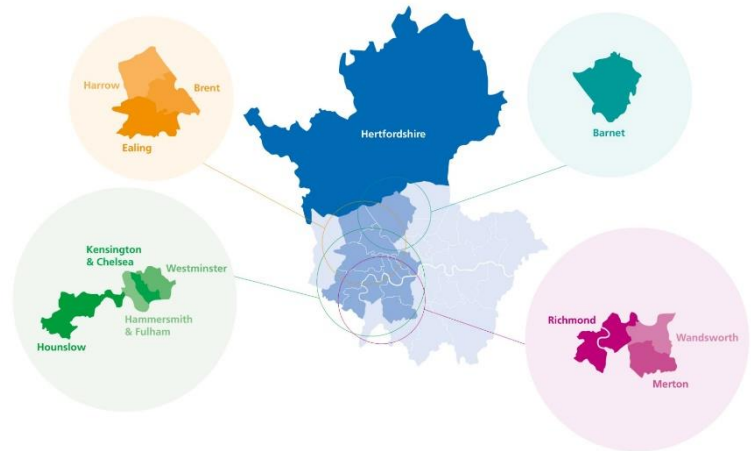 Harrow
Brent
Ealing
Hertfordshire
Barnet
Kensington
& Chelsea
Westminster
Hammersmith
& Fulham
Hounslow
Richmond
Wandsworth
Merton